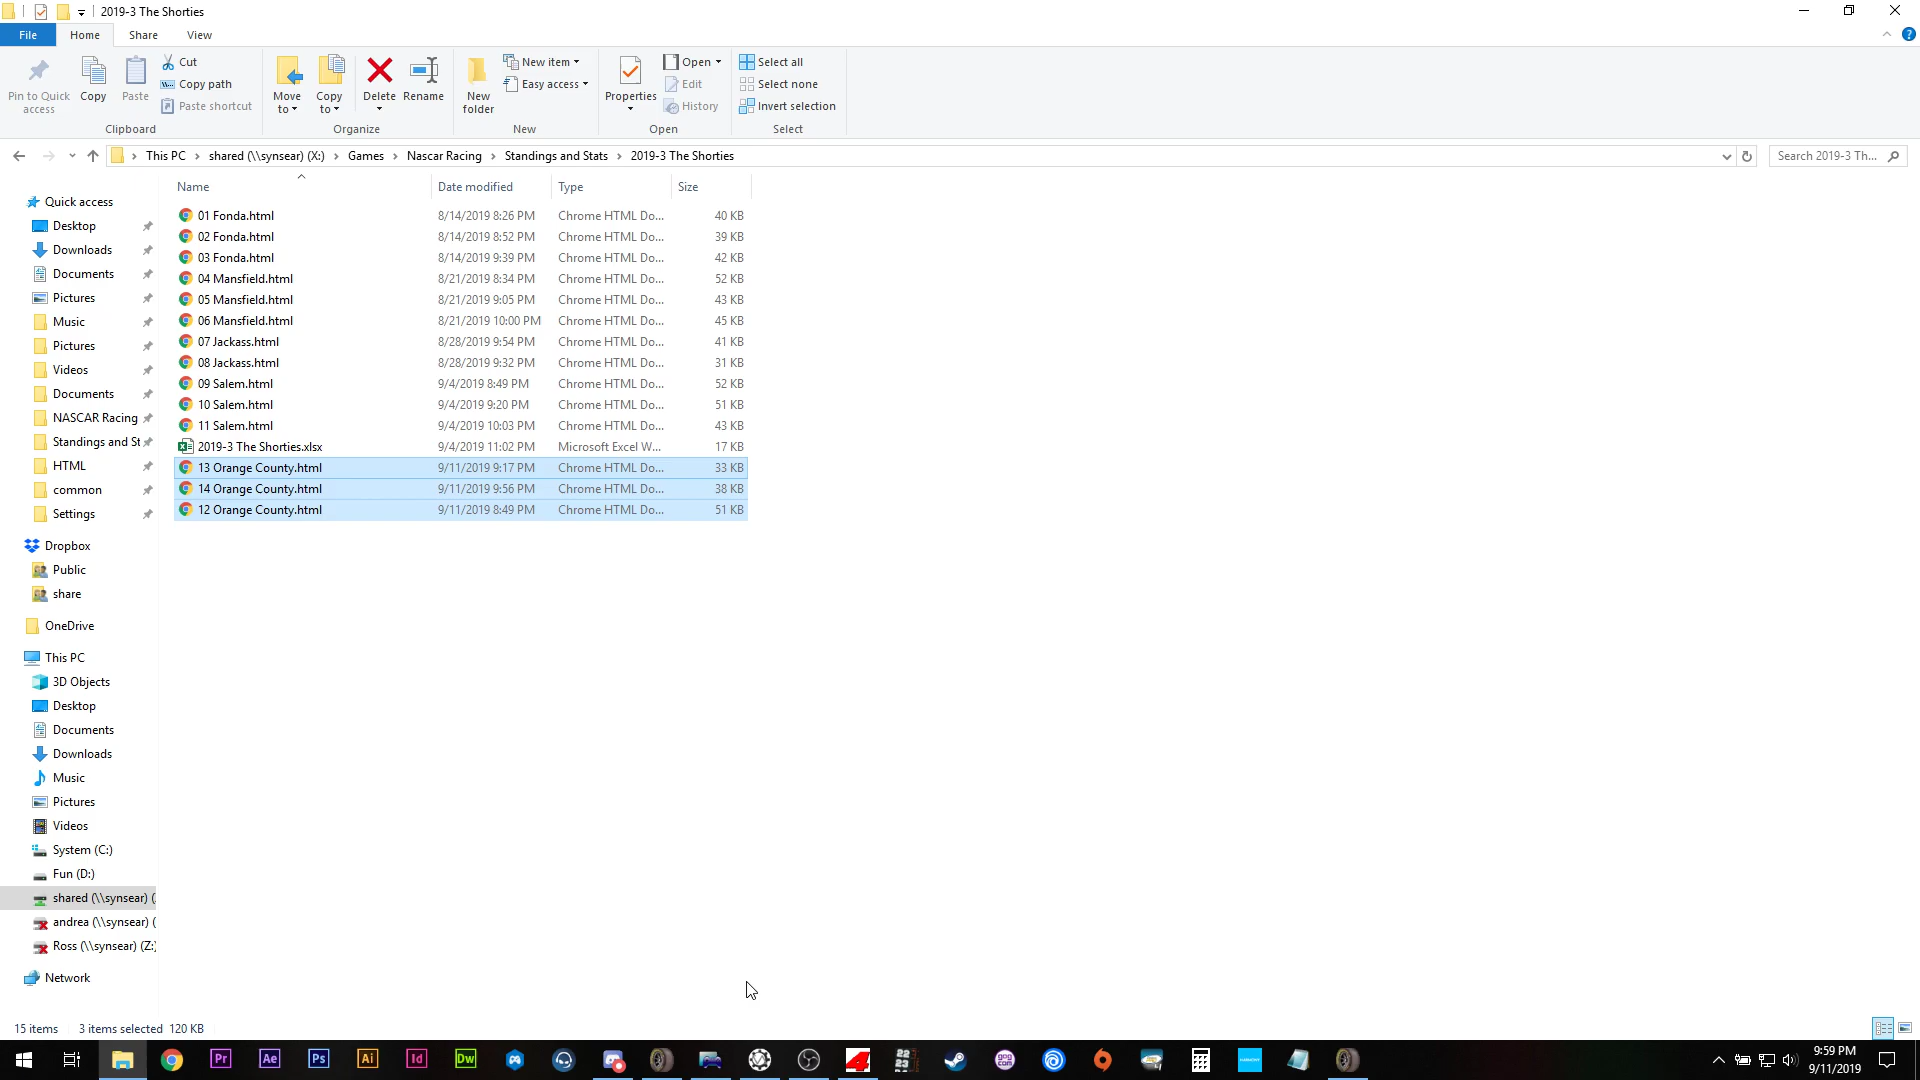 2019-3 The Shorties
File Home Share View
Pin to Quick access
Copy
Paste
Cut
Copy path
Paste shortcut
Clipboard
Move to
Copy to
Delete
Rename
Organize
New folder
New item
Easy access
New
Properties
Open
Edit
History
Open
Select all
Select none
Invert selection
Select
This PC › shared (\\synsear) (X:) › Games › Nascar Racing › Standings and Stats › 2019-3 The Shorties
Search 2019-3 Th...
Name Date modified Type Size
01 Fonda.html 8/14/2019 8:26 PM Chrome HTML Do... 40 KB
02 Fonda.html 8/14/2019 8:52 PM Chrome HTML Do... 39 KB
03 Fonda.html 8/14/2019 9:39 PM Chrome HTML Do... 42 KB
04 Mansfield.html 8/21/2019 8:34 PM Chrome HTML Do... 52 KB
05 Mansfield.html 8/21/2019 9:05 PM Chrome HTML Do... 43 KB
06 Mansfield.html 8/21/2019 10:00 PM Chrome HTML Do... 45 KB
07 Jackass.html 8/28/2019 9:54 PM Chrome HTML Do... 41 KB
08 Jackass.html 8/28/2019 9:32 PM Chrome HTML Do... 31 KB
09 Salem.html 9/4/2019 8:49 PM Chrome HTML Do... 52 KB
10 Salem.html 9/4/2019 9:20 PM Chrome HTML Do... 51 KB
11 Salem.html 9/4/2019 10:03 PM Chrome HTML Do... 43 KB
2019-3 The Shorties.xlsx 9/4/2019 11:02 PM Microsoft Excel W... 17 KB
13 Orange County.html 9/11/2019 9:17 PM Chrome HTML Do... 33 KB
14 Orange County.html 9/11/2019 9:56 PM Chrome HTML Do... 38 KB
12 Orange County.html 9/11/2019 8:49 PM Chrome HTML Do... 51 KB
Quick access
Desktop
Downloads
Documents
Pictures
Music
Pictures
Videos
Documents
NASCAR Racing
Standings and St
HTML
common
Settings
Dropbox
Public
share
OneDrive
This PC
3D Objects
Desktop
Documents
Downloads
Music
Pictures
Videos
System (C:)
Fun (D:)
shared (\\synsear) (
andrea (\\synsear) (
Ross (\\synsear) (Z:)
Network
15 items 3 items selected 120 KB
Pr Ae Ps Ai Id Dw
9:59 PM
9/11/2019